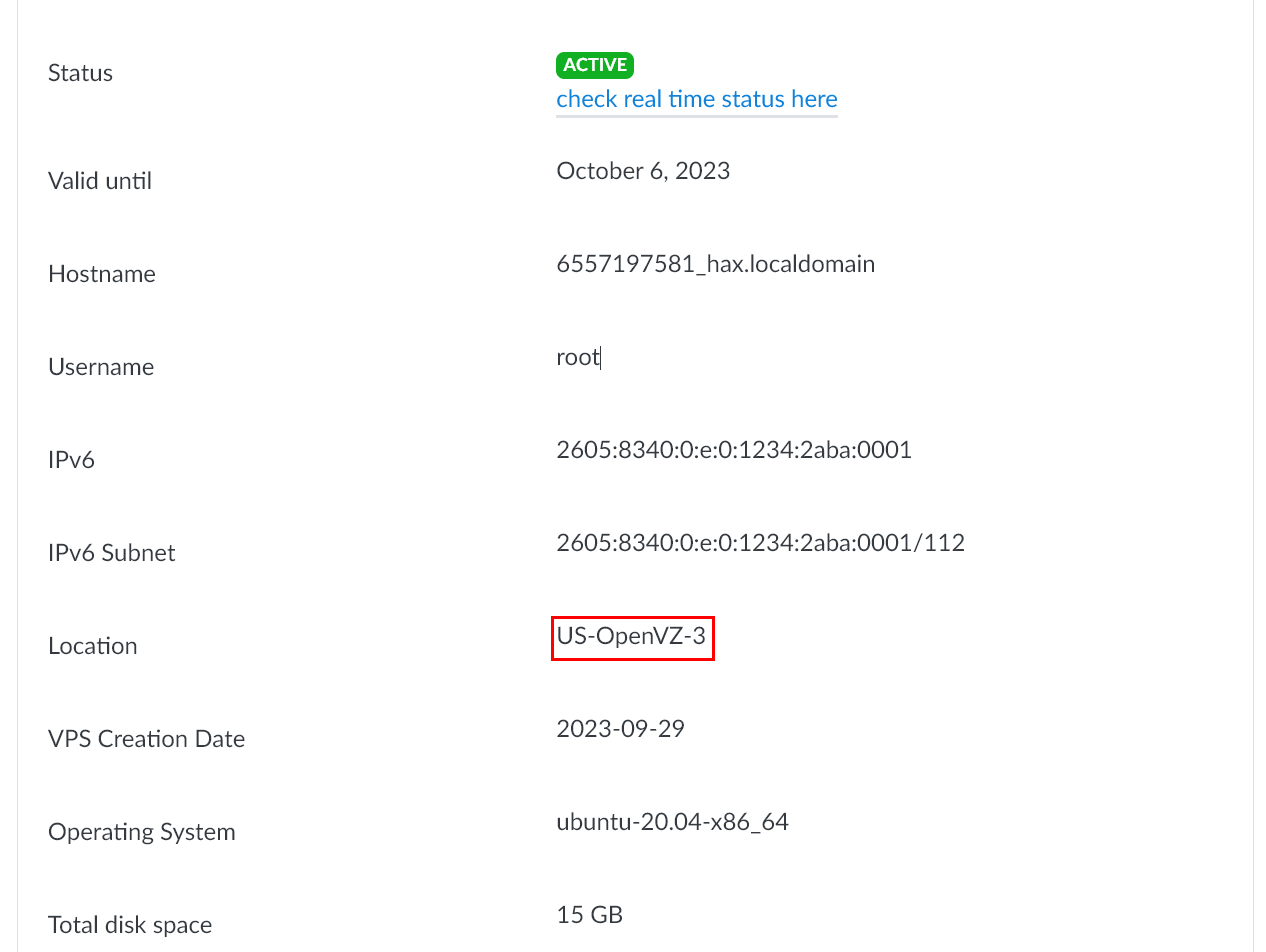 Status
ACTIVE
check real time status here
Valid until
October 6, 2023
Hostname
6557197581_hax.localdomain
Username
root
IPv6
2605:8340:0:e:0:1234:2aba:0001
IPv6 Subnet
2605:8340:0:e:0:1234:2aba:0001/112
Location
US-OpenVZ-3
VPS Creation Date
2023-09-29
Operating System
ubuntu-20.04-x86_64
Total disk space
15 GB